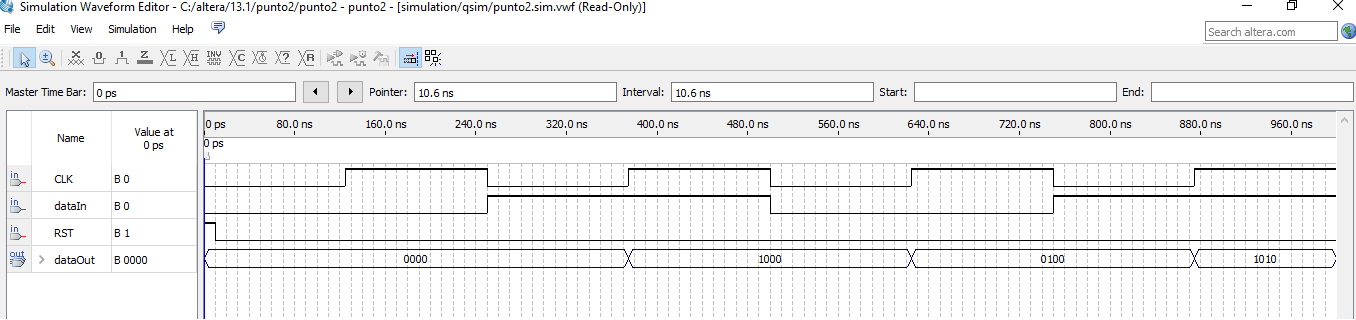 Simulation Waveform Editor - C:/altera/13.1/punto2/punto2 - punto2 - [simulation/qsim/punto2.sim.vwf (Read-Only)]
File Edit View Simulation Help
Search altera.com
Master Time Bar: 0 ps Pointer: 10.6 ns Interval: 10.6 ns Start: End:
Name Value at 0 ps
0 ps 80.0 ns 160.0 ns 240.0 ns 320.0 ns 400.0 ns 480.0 ns 560.0 ns 640.0 ns 720.0 ns 800.0 ns 880.0 ns 960.0 ns
0 ps
in CLK B 0
in dataIn B 0
in RST B 1
out > dataOut B 0000 0000 1000 0100 1010